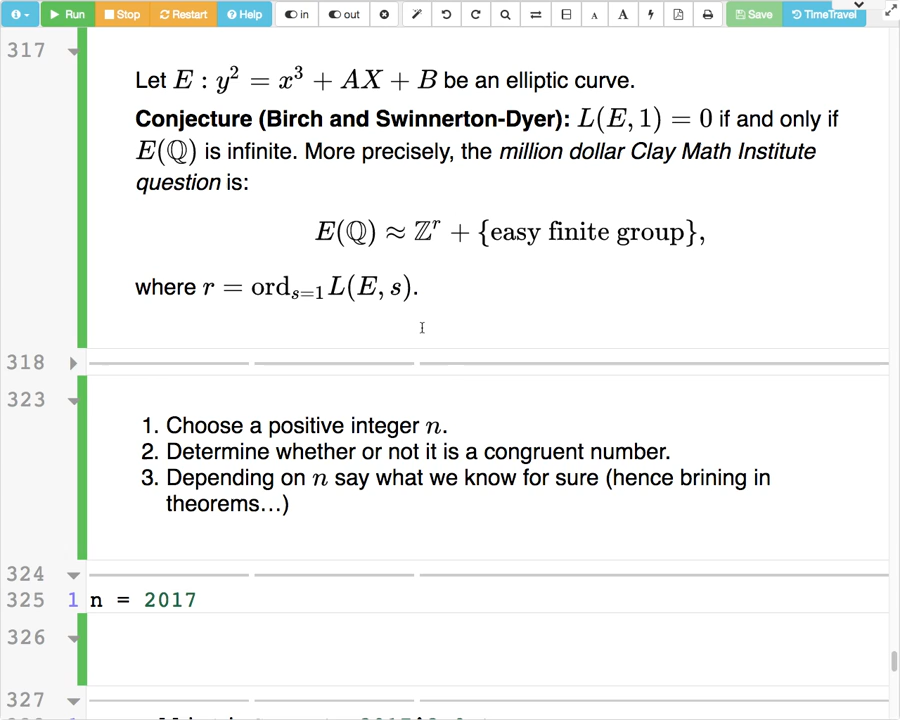 Run Stop Restart Help in out A A Save TimeTravel
317
Let E : y² = x³ + AX + B be an elliptic curve.
Conjecture (Birch and Swinnerton-Dyer): L(E, 1) = 0 if and only if
E(ℚ) is infinite. More precisely, the million dollar Clay Math Institute
question is:
E(ℚ) ≈ ℤʳ + {easy finite group},
where r = ord_{s=1} L(E, s).
318
323
1. Choose a positive integer n.
2. Determine whether or not it is a congruent number.
3. Depending on n say what we know for sure (hence brining in
theorems...)
324
325 1 n = 2017
326
327